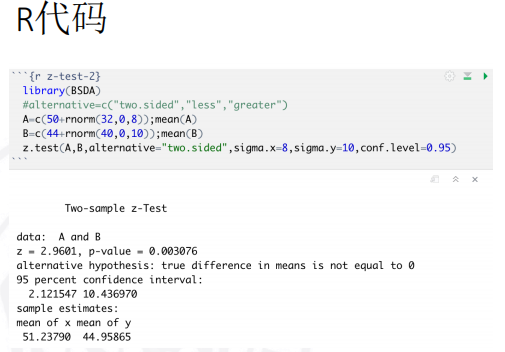 R代码
```{r z-test-2}
library(BSDA)
#alternative=c("two.sided","less","greater")
A=c(50+rnorm(32,0,8));mean(A)
B=c(44+rnorm(40,0,10));mean(B)
z.test(A,B,alternative="two.sided",sigma.x=8,sigma.y=10,conf.level=0.95)
```
Two-sample z-Test
data:  A and B
z = 2.9601, p-value = 0.003076
alternative hypothesis: true difference in means is not equal to 0
95 percent confidence interval:
2.121547 10.436970
sample estimates:
mean of x mean of y
51.23790  44.95865